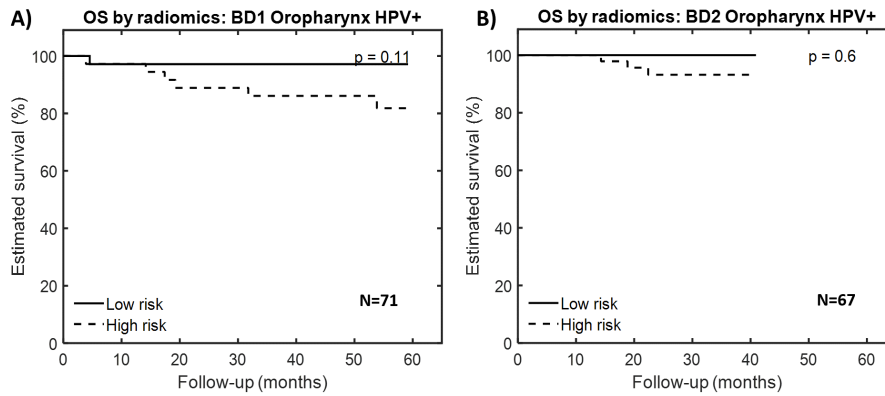 A)
OS by radiomics: BD1 Oropharynx HPV+
100
80
60
40
20
0
Estimated survival (%)
p = 0.11
Low risk
High risk
N=71
0 10 20 30 40 50 60
Follow-up (months)
B)
OS by radiomics: BD2 Oropharynx HPV+
100
80
60
40
20
0
Estimated survival (%)
p = 0.6
Low risk
High risk
N=67
0 10 20 30 40 50 60
Follow-up (months)